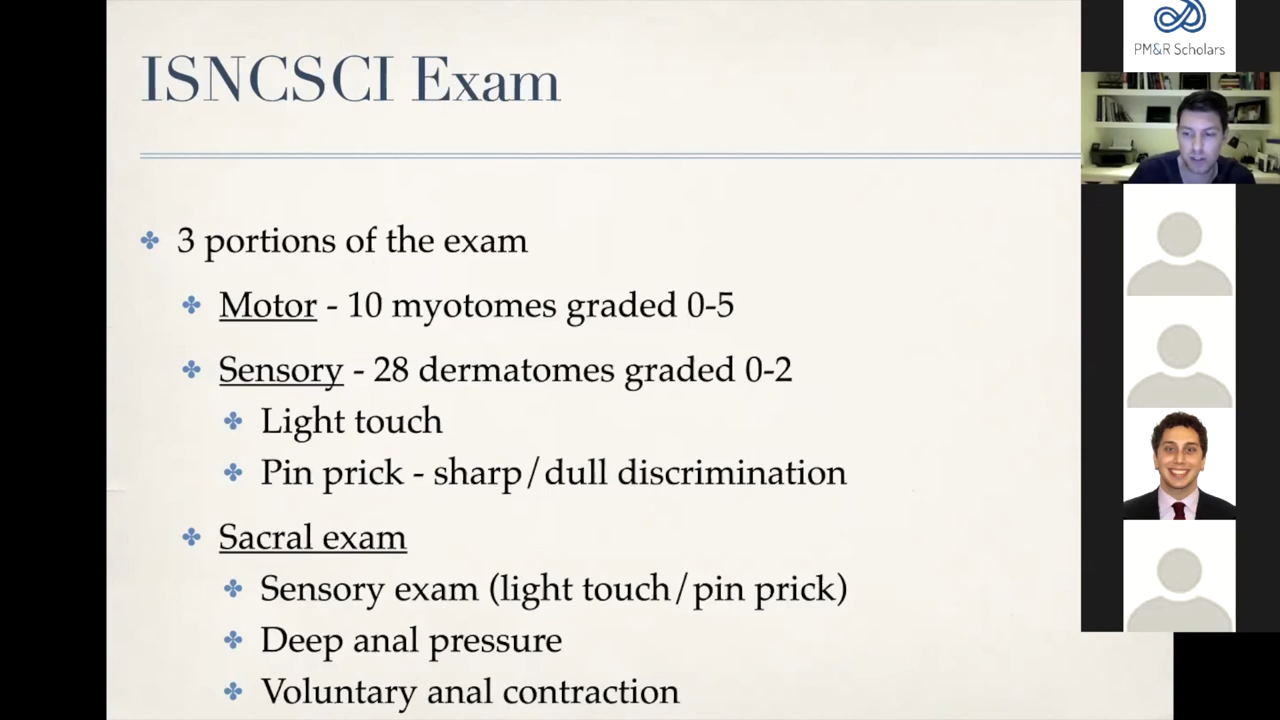 ISNCSCI Exam
3 portions of the exam
Motor - 10 myotomes graded 0-5
Sensory - 28 dermatomes graded 0-2
Light touch
Pin prick - sharp/dull discrimination
Sacral exam
Sensory exam (light touch/pin prick)
Deep anal pressure
Voluntary anal contraction
PM&R Scholars